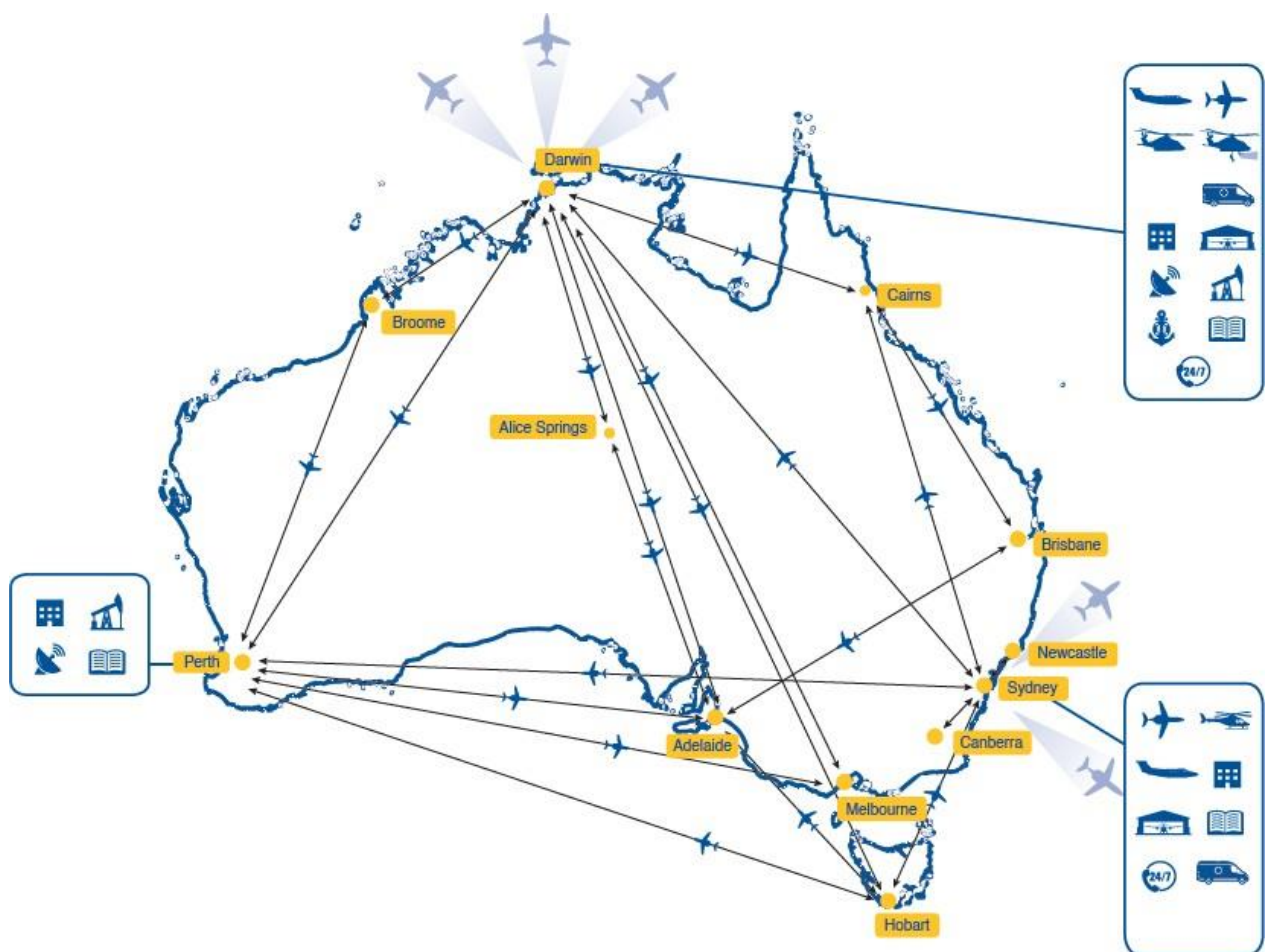 Darwin
Cairns
Broome
Alice Springs
Brisbane
Newcastle
Perth
Sydney
Adelaide
Canberra
Melbourne
Hobart
24/7
24/7